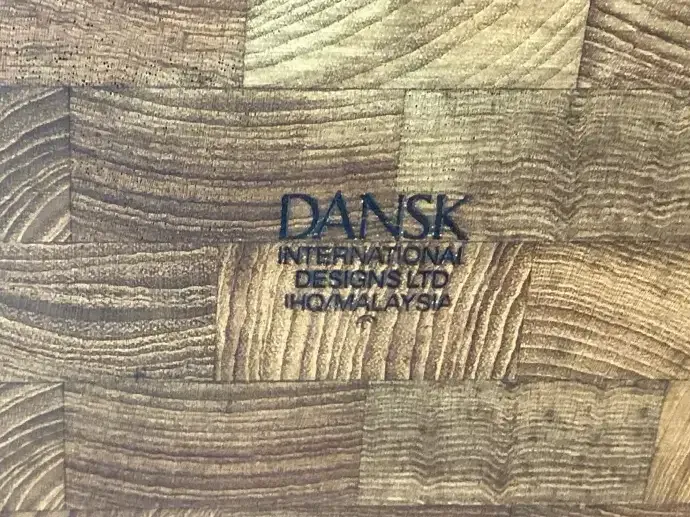 DANSK
INTERNATIONAL
DESIGNS LTD
IHQ/MALAYSIA